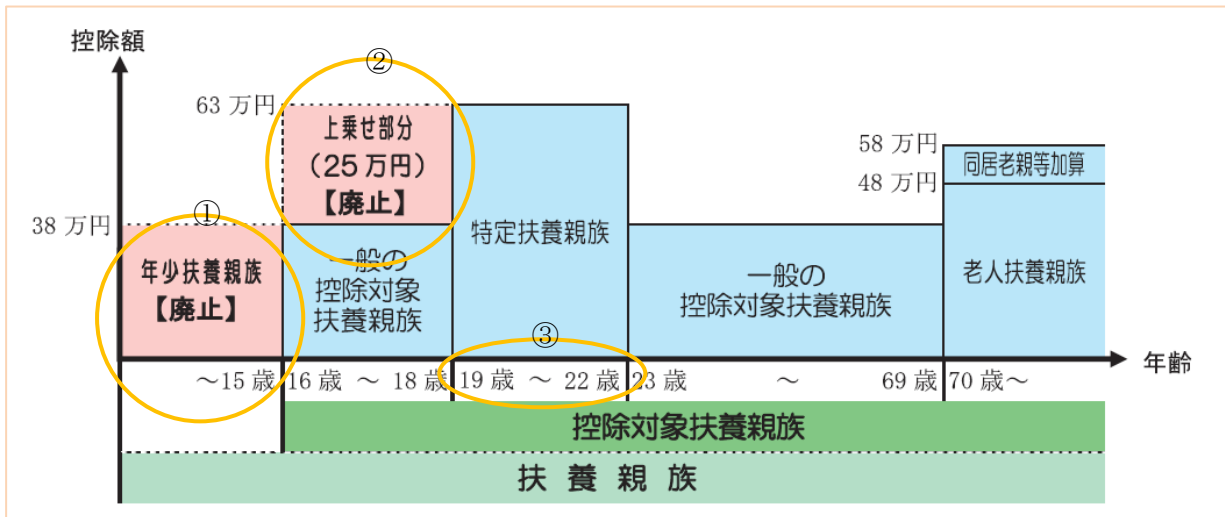 控除額
②
63 万円
上乗せ部分
（25 万円）
【廃止】
58 万円
同居老親等加算
48 万円
①
38 万円
年少扶養親族
【廃止】
一般の
控除対象
扶養親族
特定扶養親族
一般の
控除対象扶養親族
老人扶養親族
③
～15 歳
16 歳 ～ 18 歳
19 歳 ～ 22 歳
23 歳 ～ 69 歳
70 歳～
年齢
控除対象扶養親族
扶養親族